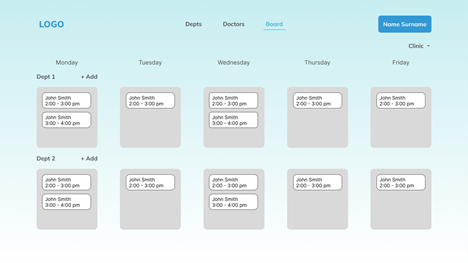 LOGO
Depts Doctors Board
Name Surname
Clinic
Monday Tuesday Wednesday Thursday Friday
Dept 1 + Add
John Smith John Smith John Smith John Smith John Smith
2:00 - 3:00 pm 2:00 - 3:00 pm 2:00 - 3:00 pm 2:00 - 3:00 pm 2:00 - 3:00 pm
John Smith John Smith
3:00 - 4:00 pm 3:00 - 4:00 pm
Dept 2 + Add
John Smith John Smith John Smith John Smith John Smith
2:00 - 3:00 pm 2:00 - 3:00 pm 2:00 - 3:00 pm 2:00 - 3:00 pm 2:00 - 3:00 pm
John Smith John Smith
3:00 - 4:00 pm 3:00 - 4:00 pm